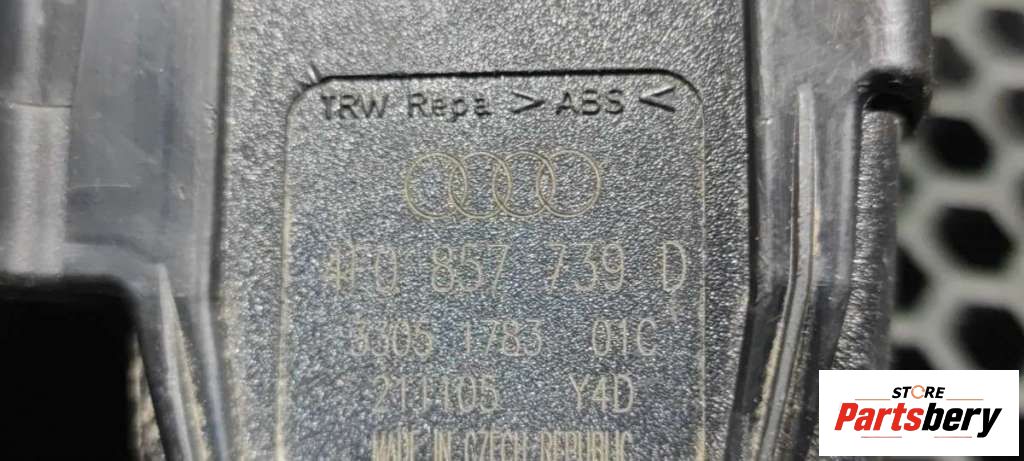 TRW Repa > ABS <
4F0 857 739 D
3305 1783 01C
211105 Y4D
MADE IN CZECH REPUBLIC
STORE
Partsbery